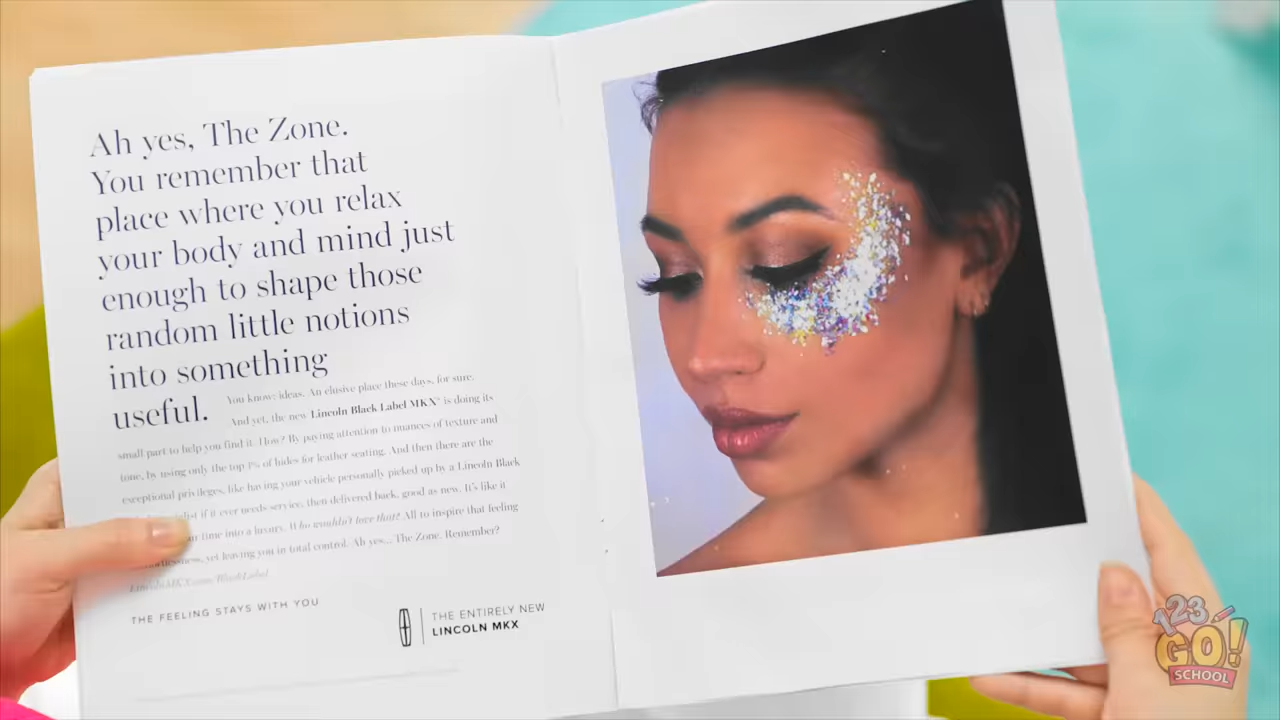 Ah yes, The Zone.
You remember that
place where you relax
your body and mind just
enough to shape those
random little notions
into something
useful. You know: ideas. An elusive place these days, for sure.
And yet, the new Lincoln Black Label MKX® is doing its
small part to help you find it. How? By paying attention to nuances of texture and
tone, by using only the top 1% of hides for leather seating. And then there are the
exceptional privileges, like having your vehicle personally picked up by a Lincoln Black
if it ever needs service, then delivered back, good as new. It's like it
time into a luxury. Who wouldn't love that? All to inspire that feeling
yet leaving you in total control. Ah yes... The Zone. Remember?
LincolnMKX.com/BlackLabel
THE FEELING STAYS WITH YOU
THE ENTIRELY NEW
LINCOLN MKX
123
GO!
SCHOOL